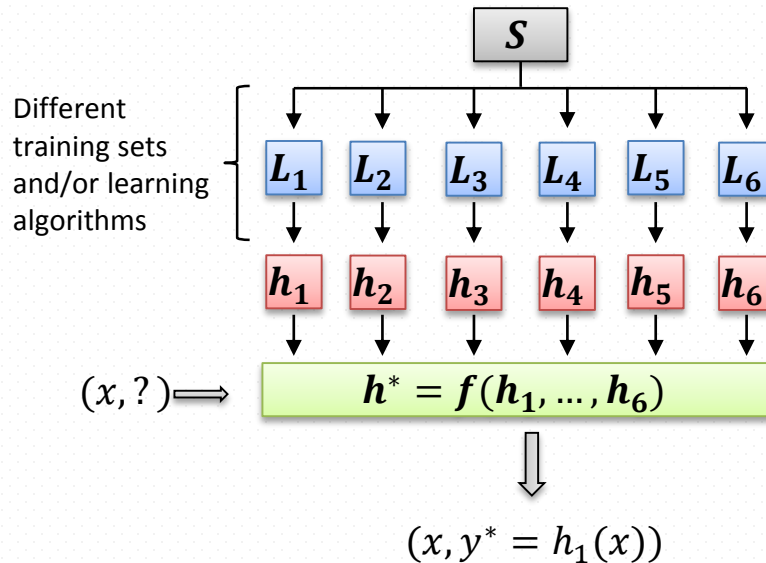 S
Different
training sets
and/or learning
algorithms
L₁ L₂ L₃ L₄ L₅ L₆
h₁ h₂ h₃ h₄ h₅ h₆
(x, ?)
h* = f(h₁, …, h₆)
(x, y* = h₁(x))